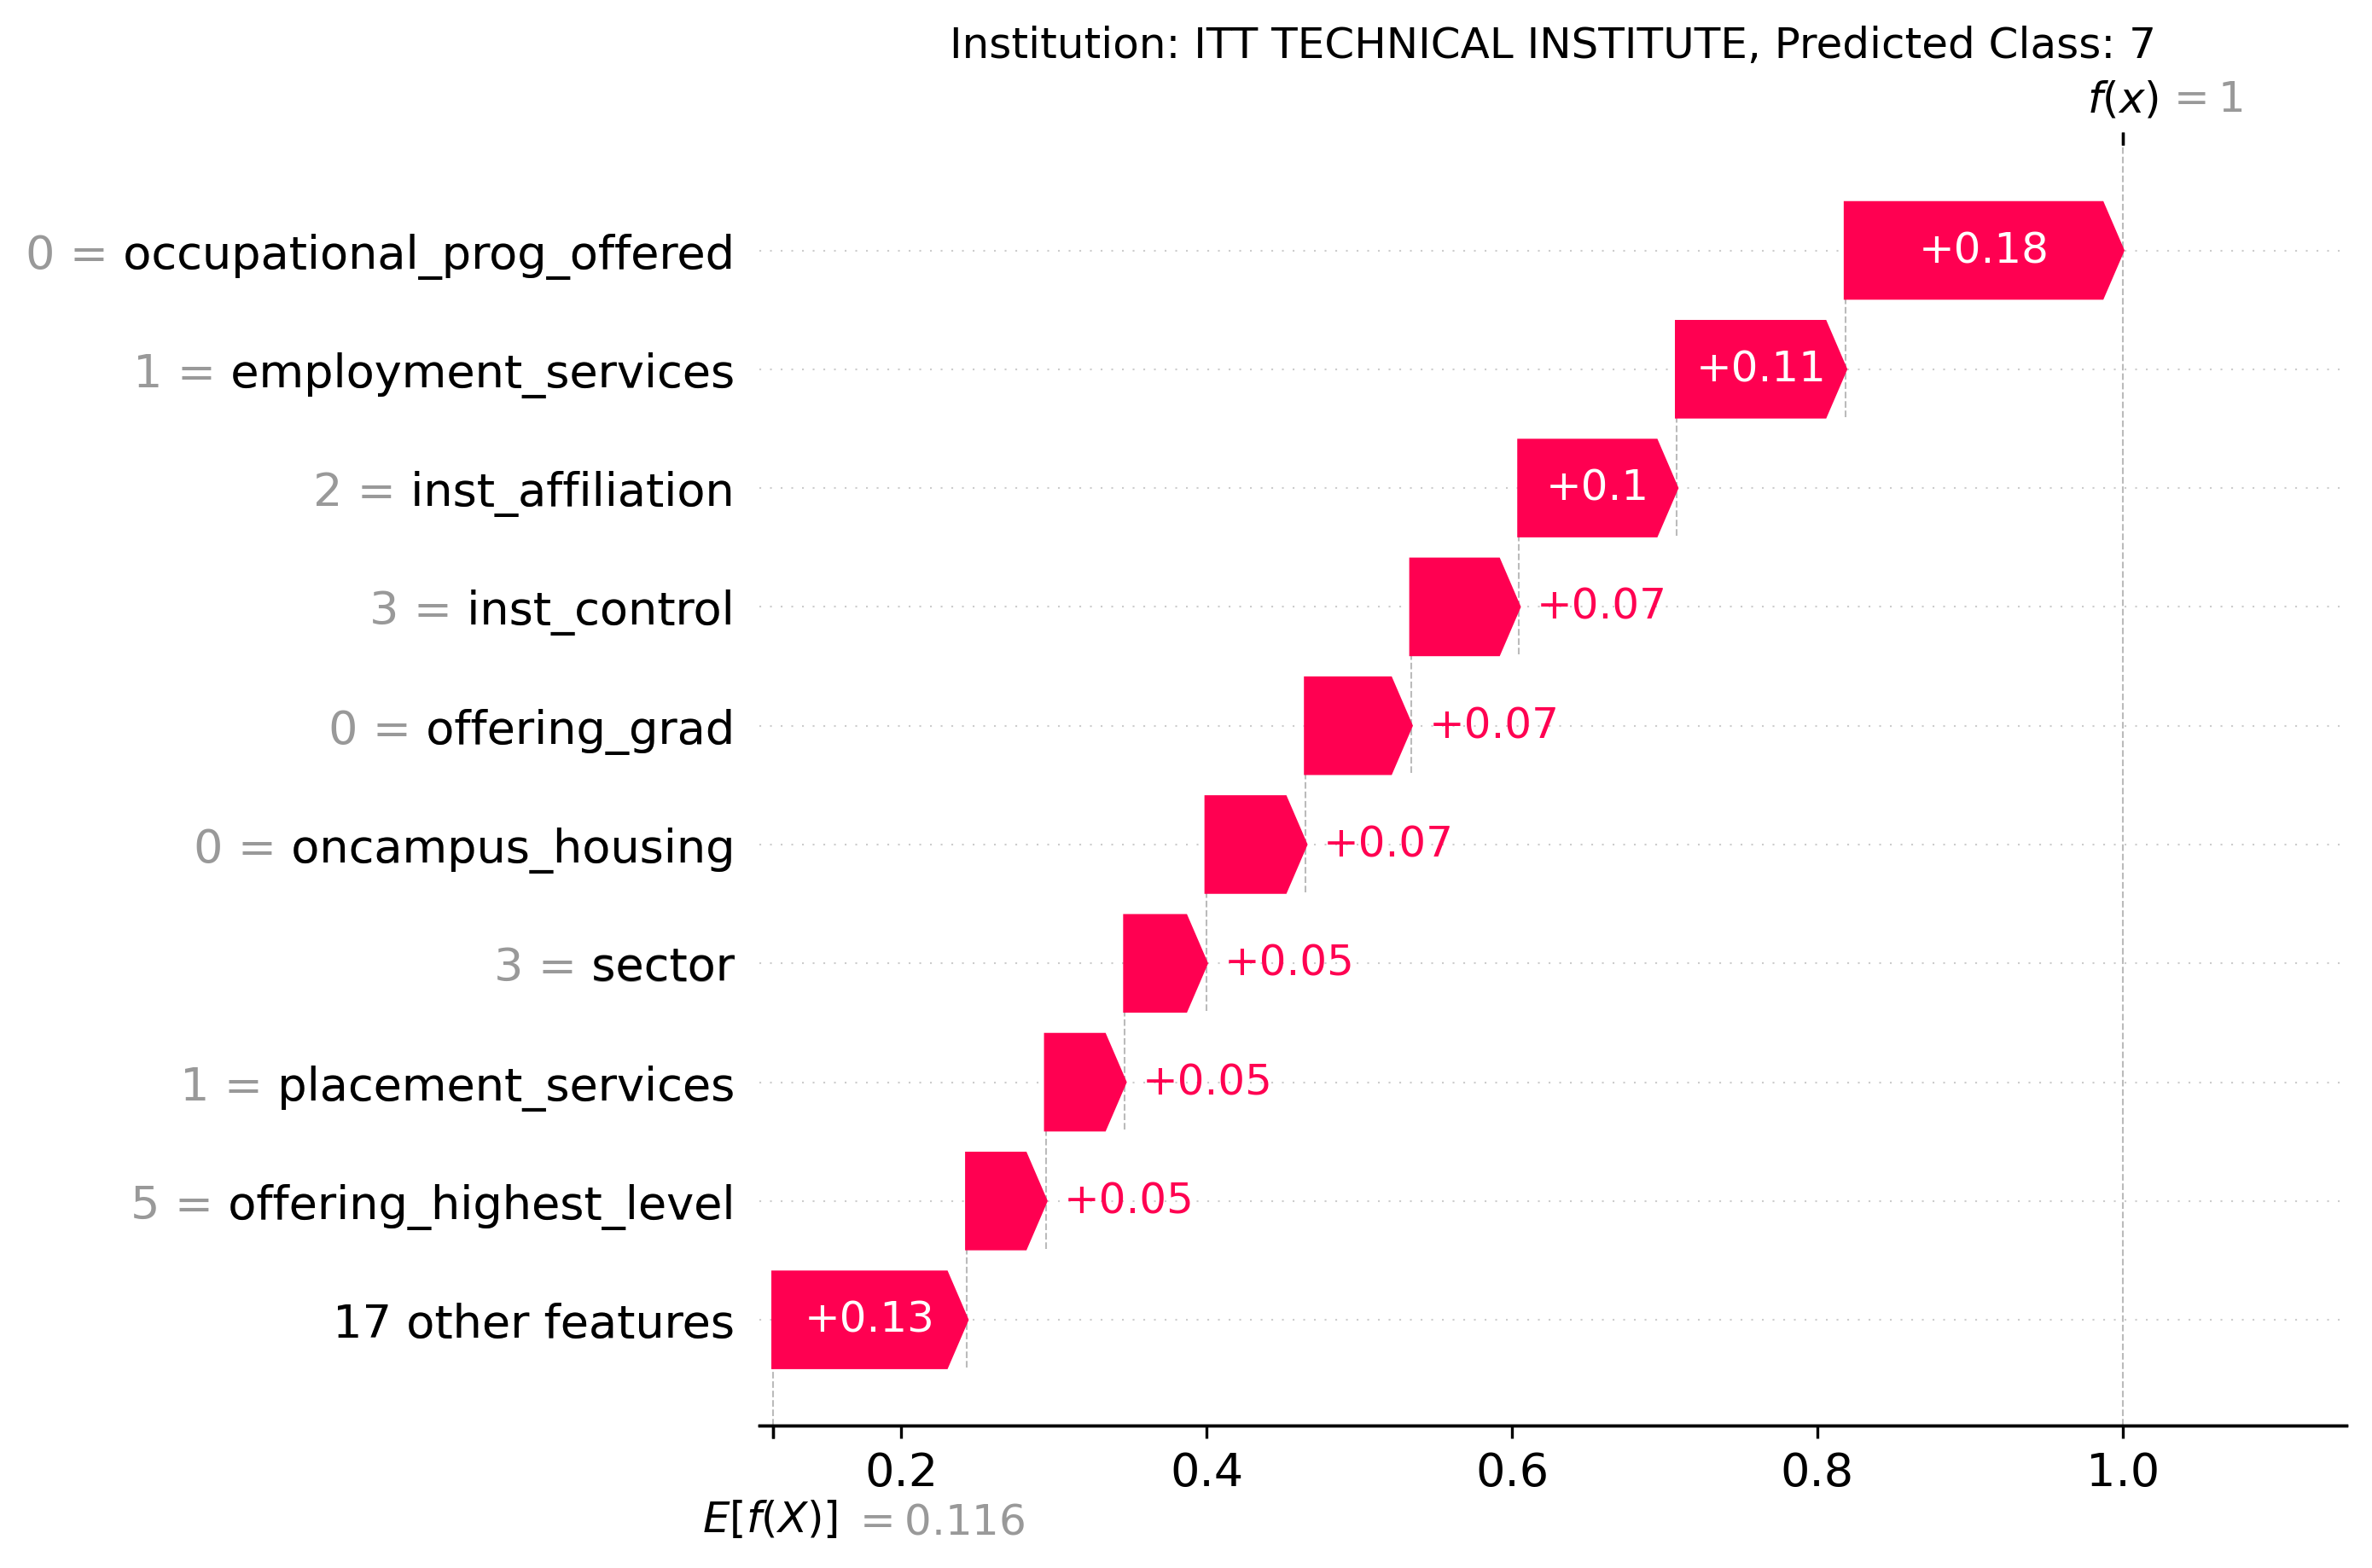 Institution: ITT TECHNICAL INSTITUTE, Predicted Class: 7
f(x) = 1
0 = occupational_prog_offered +0.18
1 = employment_services +0.11
2 = inst_affiliation +0.1
3 = inst_control +0.07
0 = offering_grad +0.07
0 = oncampus_housing +0.07
3 = sector +0.05
1 = placement_services +0.05
5 = offering_highest_level +0.05
17 other features +0.13
0.2 0.4 0.6 0.8 1.0
E[f(X)] = 0.116